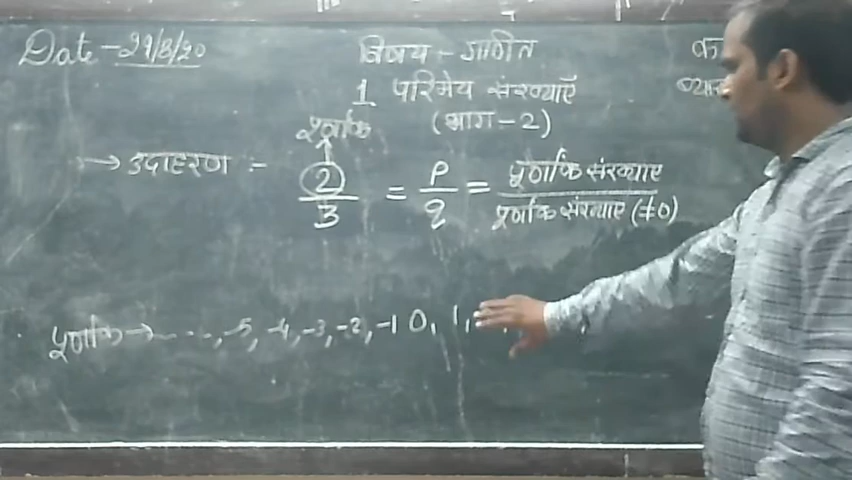 Date - 29/8/20
विषय - गणित
1 परिमेय संख्याएँ
(भाग - 2)
पूर्णांक
→ उदाहरण :- 2/3 = p/q = पूर्णांक संख्याए / पूर्णांक संख्याए (≠0)
पूर्णांक → ....., -5, -4, -3, -2, -1 0, 1,